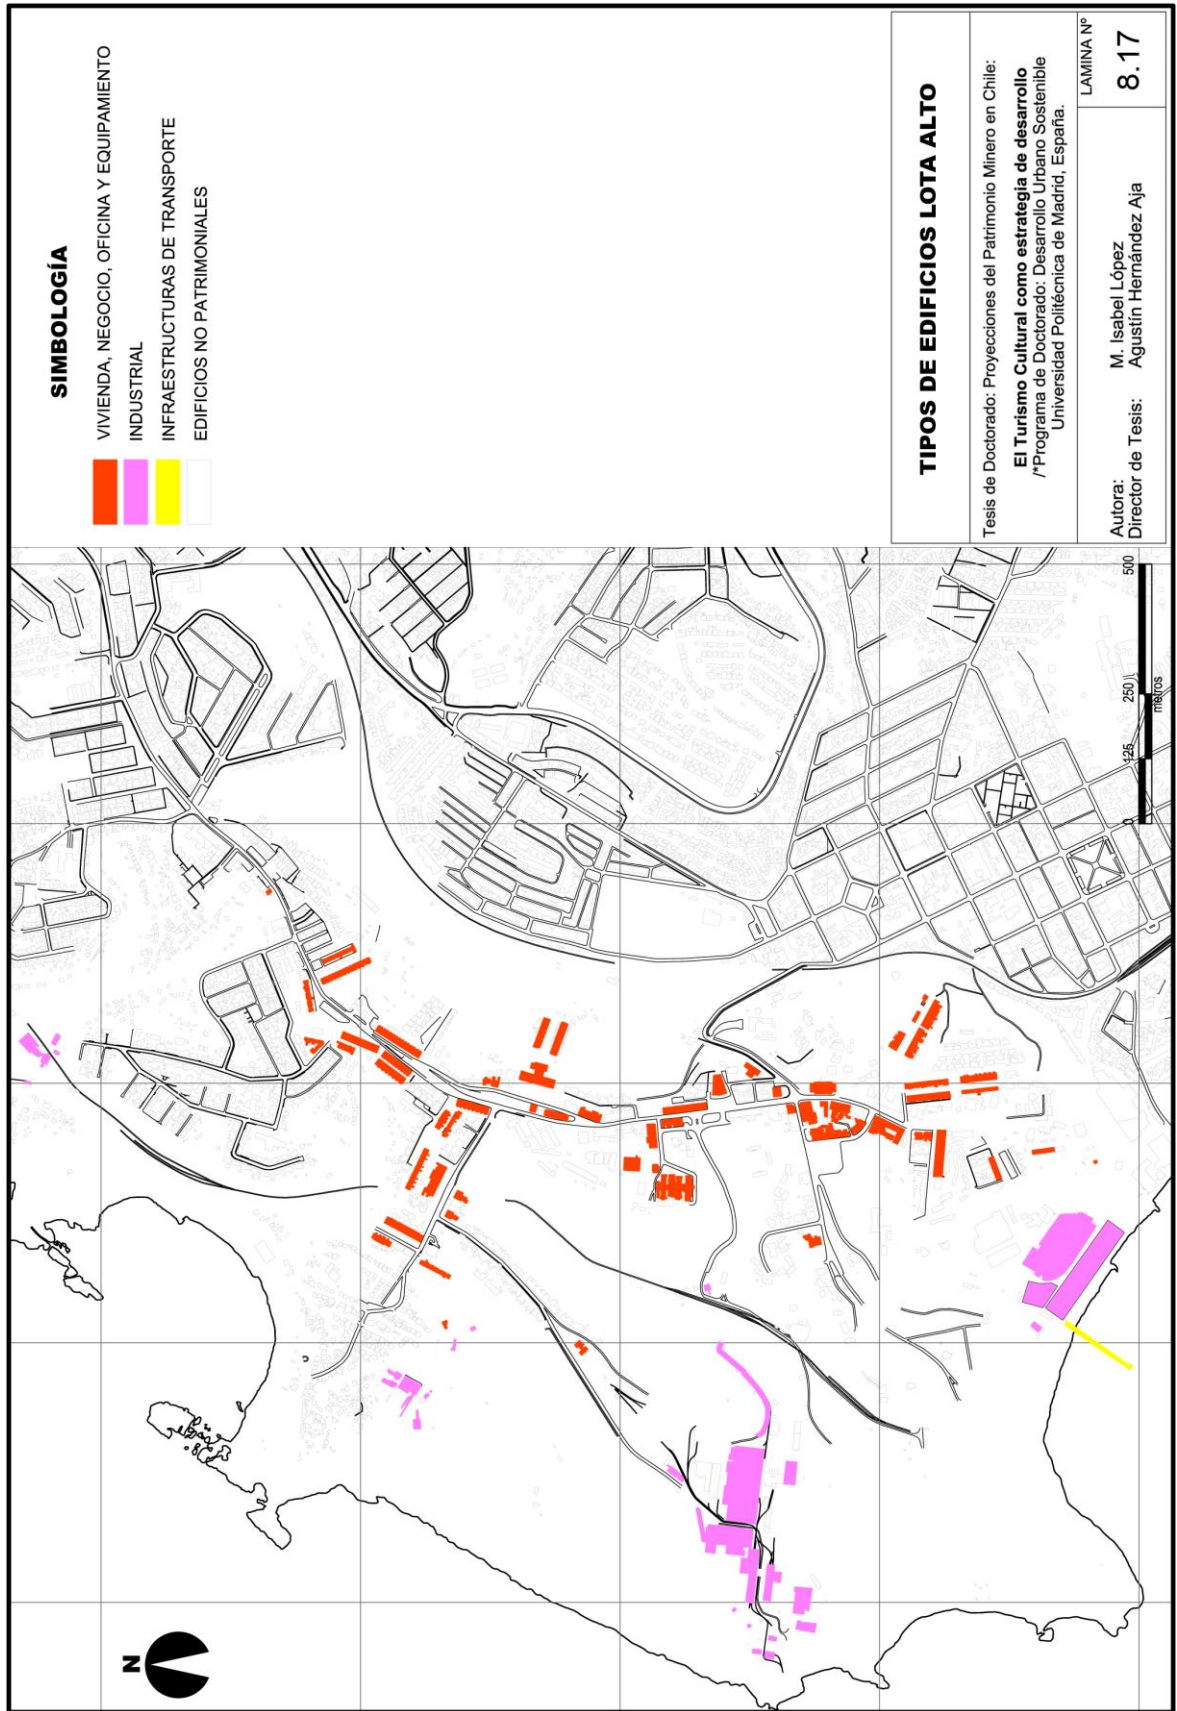 SIMBOLOGÍA
VIVIENDA, NEGOCIO, OFICINA Y EQUIPAMIENTO
INDUSTRIAL
INFRAESTRUCTURAS DE TRANSPORTE
EDIFICIOS NO PATRIMONIALES
TIPOS DE EDIFICIOS LOTA ALTO
Tesis de Doctorado: Proyecciones del Patrimonio Minero en Chile:
El Turismo Cultural como estrategia de desarrollo
/*Programa de Doctorado: Desarrollo Urbano Sostenible
Universidad Politécnica de Madrid, España.
Autora: M. Isabel López
Director de Tesis: Agustín Hernández Aja
LAMINA Nº
8.17
0 125 250 500
metros
N